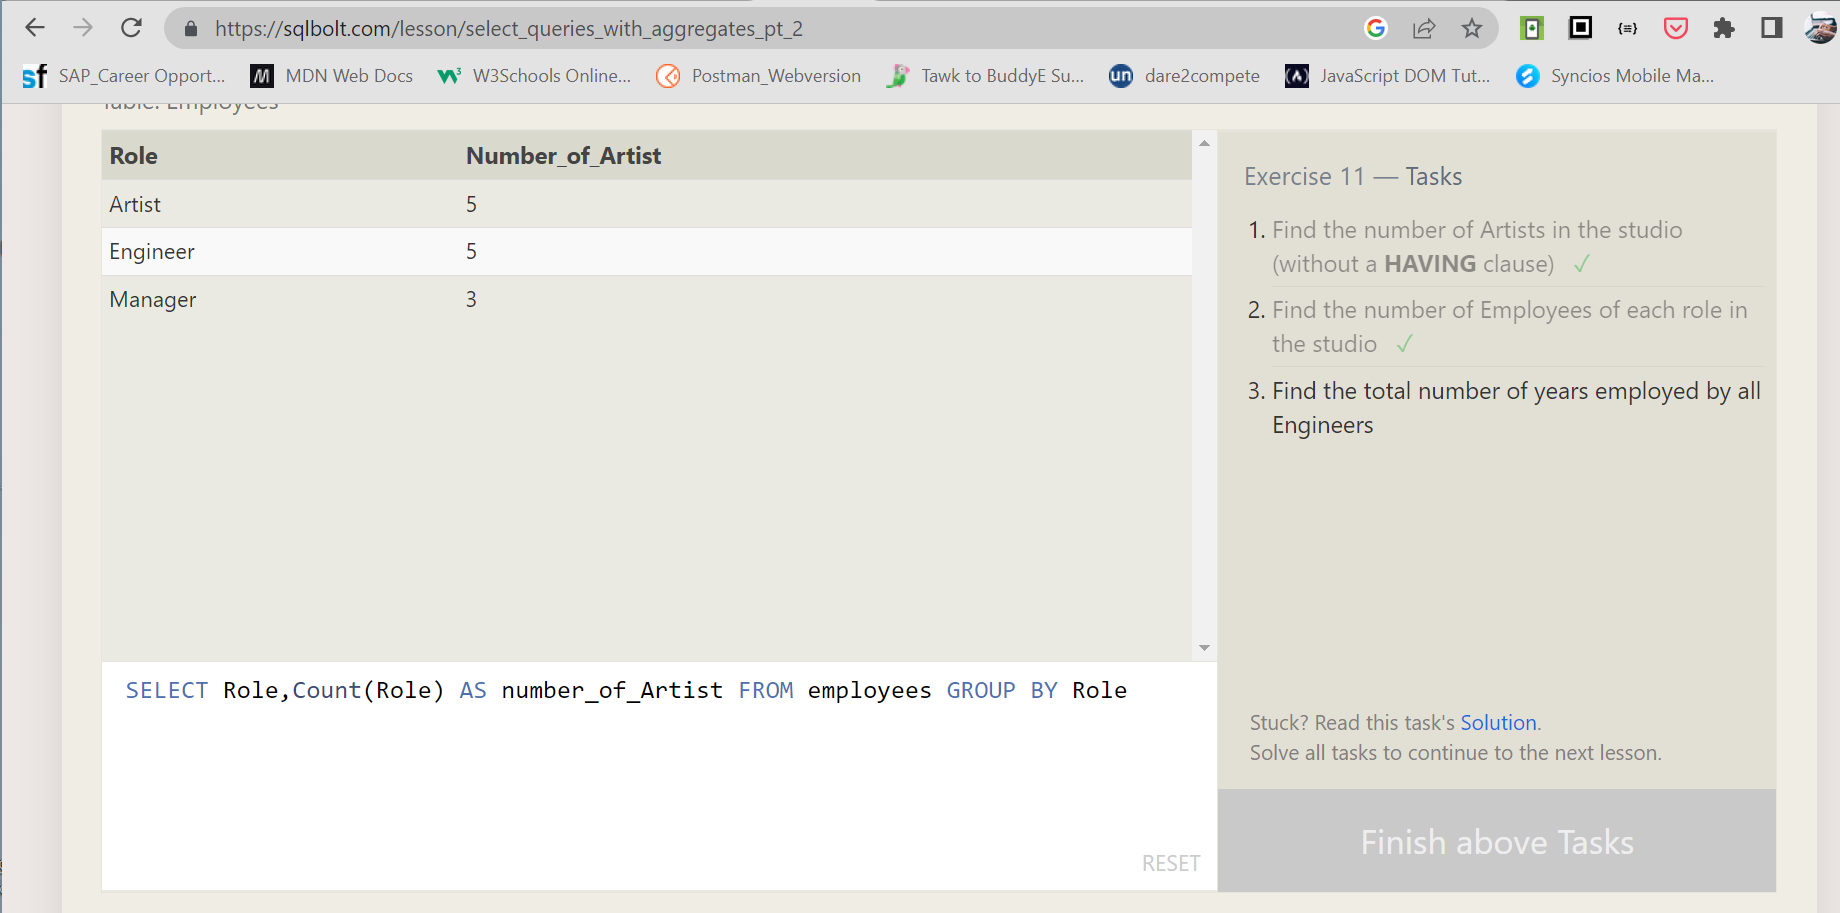 https://sqlbolt.com/lesson/select_queries_with_aggregates_pt_2
SAP_Career Opport... MDN Web Docs W3Schools Online... Postman_Webversion Tawk to BuddyE Su... dare2compete JavaScript DOM Tut... Syncios Mobile Ma...
Table: Employees
Role Number_of_Artist
Artist 5
Engineer 5
Manager 3
Exercise 11 — Tasks
1. Find the number of Artists in the studio
(without a HAVING clause) ✓
2. Find the number of Employees of each role in
the studio ✓
3. Find the total number of years employed by all
Engineers
SELECT Role,Count(Role) AS number_of_Artist FROM employees GROUP BY Role
RESET
Stuck? Read this task's Solution.
Solve all tasks to continue to the next lesson.
Finish above Tasks